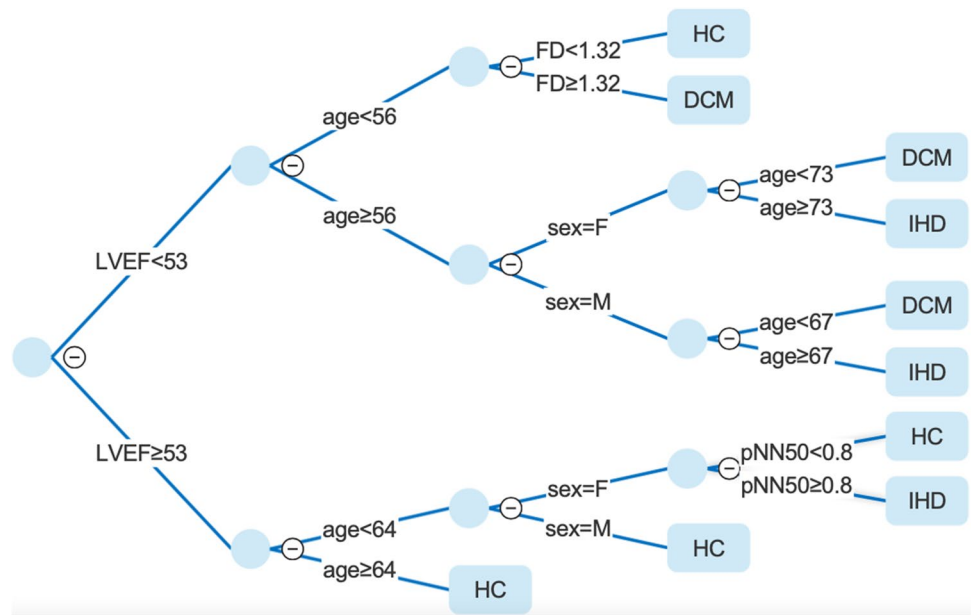 FD<1.32
HC
FD≥1.32
DCM
age<56
age<73
DCM
age≥73
IHD
age≥56
sex=F
LVEF<53
sex=M
age<67
DCM
age≥67
IHD
LVEF≥53
pNN50<0.8
HC
pNN50≥0.8
IHD
sex=F
age<64
sex=M
HC
age≥64
HC